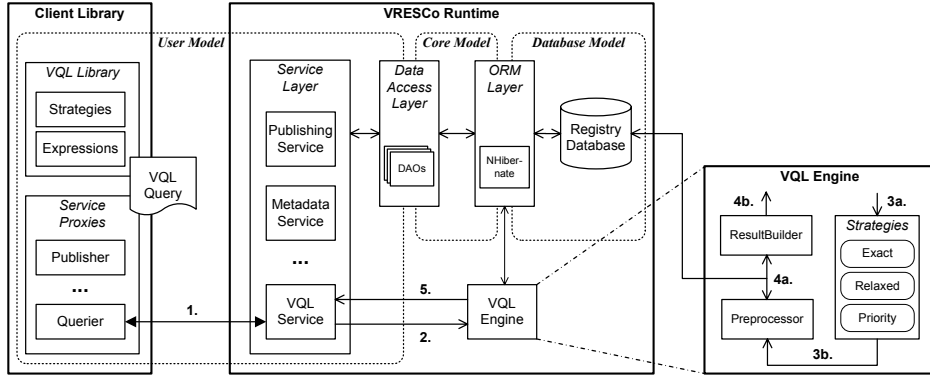 Client Library
VRESCo Runtime
User Model
Core Model
Database Model
VQL Library
Strategies
Expressions
VQL
Query
Service
Proxies
Publisher
...
Querier
1.
Service
Layer
Publishing
Service
Metadata
Service
...
VQL
Service
Data
Access
Layer
DAOs
ORM
Layer
NHiber-
nate
Registry
Database
5.
2.
VQL
Engine
VQL Engine
4b.
3a.
ResultBuilder
Strategies
Exact
Relaxed
Priority
4a.
Preprocessor
3b.